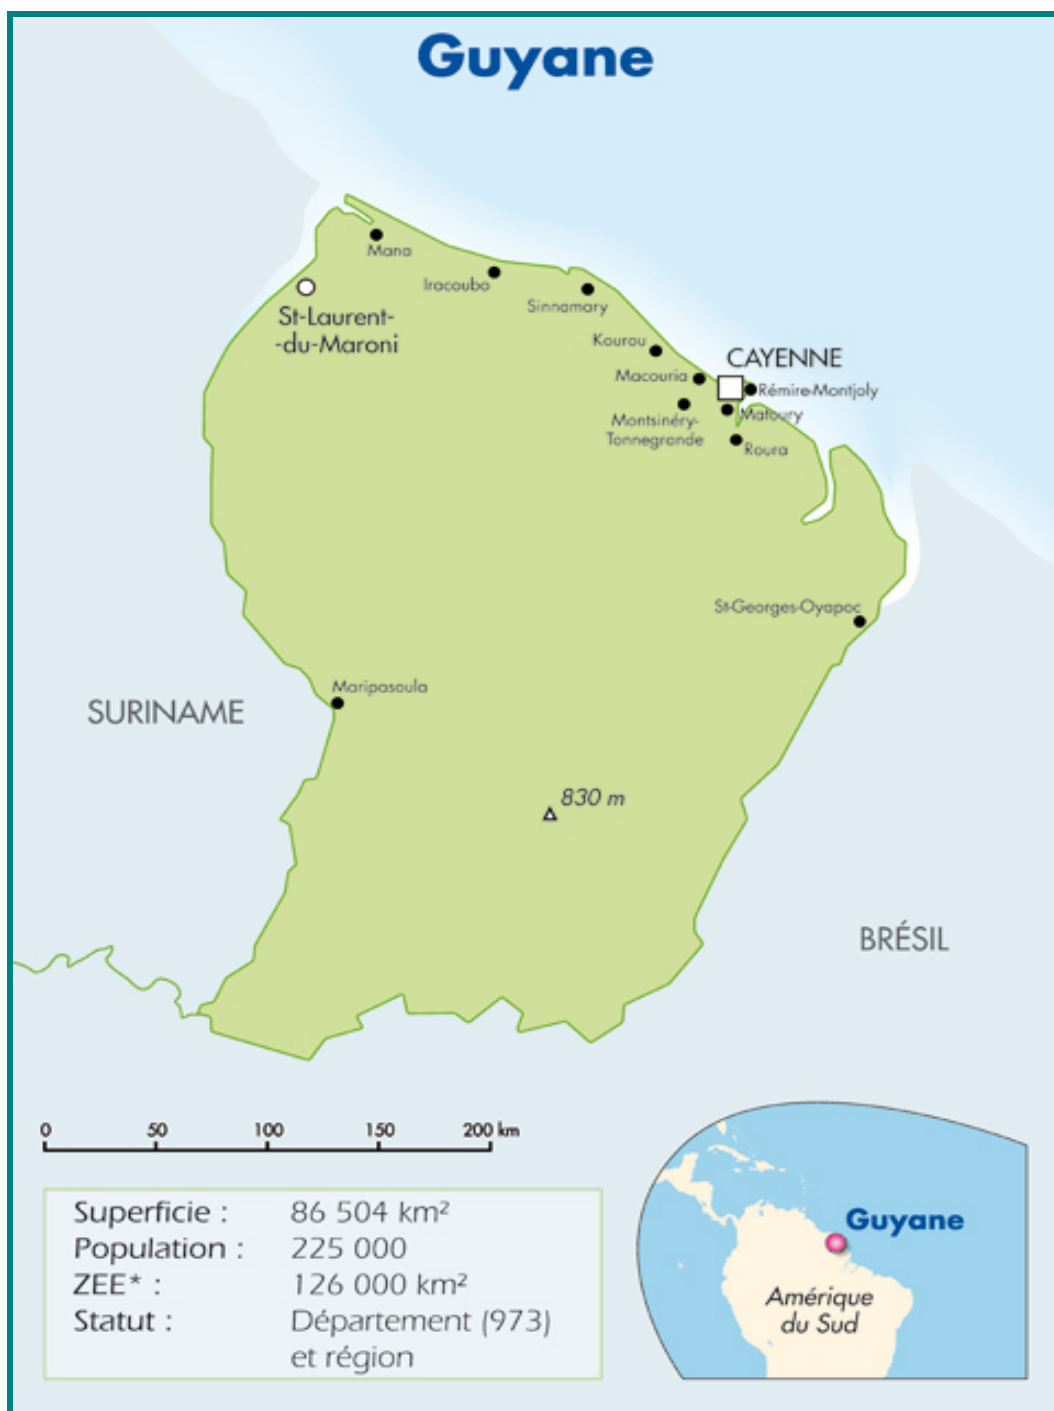 Guyane
Mana
Iracoubo
Sinnamary
St-Laurent-
-du-Maroni
Kourou
CAYENNE
Macouria
Rémire-Montjoly
Montsinéry-
Tonnegrande
Matoury
Roura
St-Georges-Oyapoc
Maripasoula
SURINAME
830 m
BRÉSIL
0 50 100 150 200 km
Superficie : 86 504 km²
Population : 225 000
ZEE* : 126 000 km²
Statut : Département (973)
et région
Guyane
Amérique
du Sud